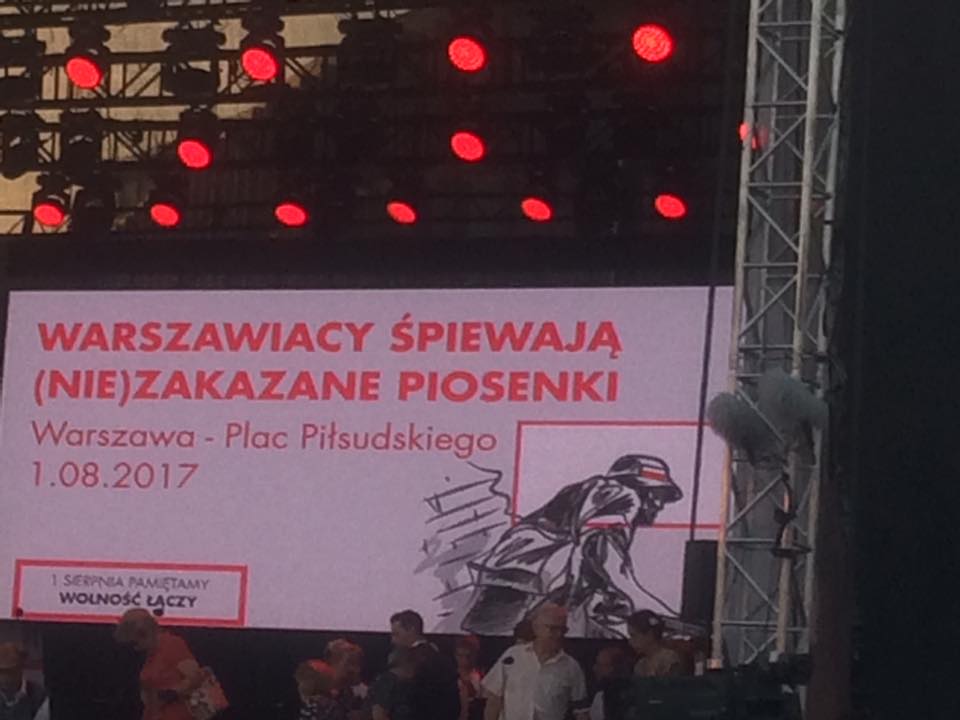 WARSZAWIACY ŚPIEWAJĄ
(NIE)ZAKAZANE PIOSENKI
Warszawa - Plac Piłsudskiego
1.08.2017
1 SIERPNIA PAMIĘTAMY
WOLNOŚĆ ŁĄCZY